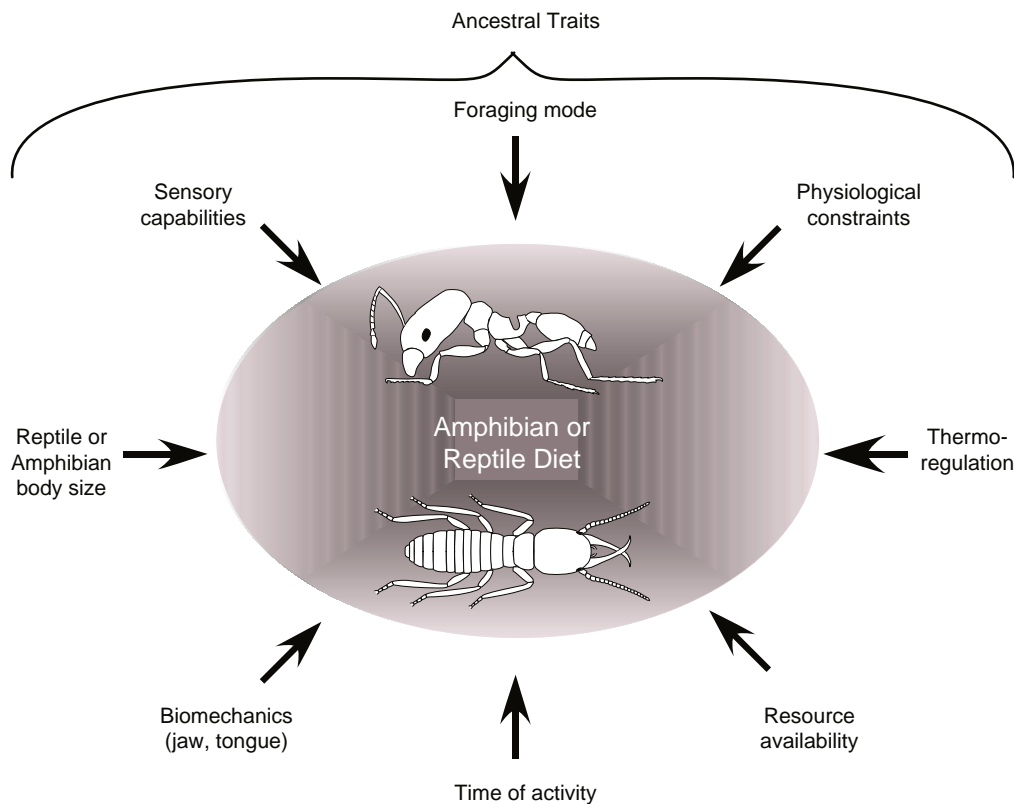 Ancestral Traits
Foraging mode
Sensory
capabilities
Physiological
constraints
Reptile or
Amphibian
body size
Amphibian or
Reptile Diet
Thermo-
regulation
Biomechanics
(jaw, tongue)
Resource
availability
Time of activity